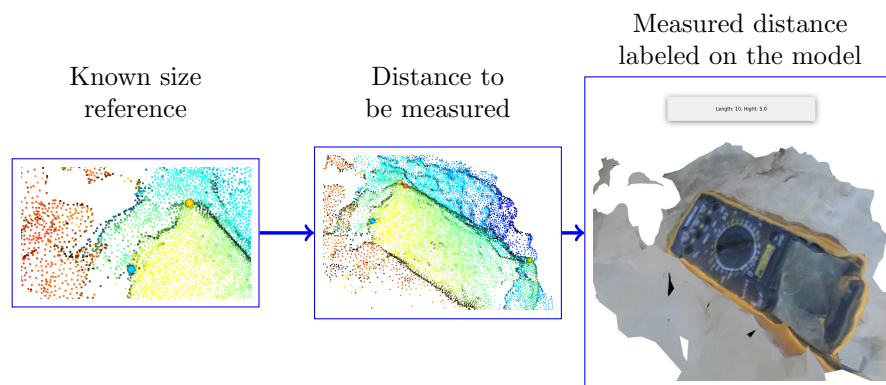 Known size
reference
Distance to
be measured
Measured distance
labeled on the model
Length: 10, Hight: 5.0